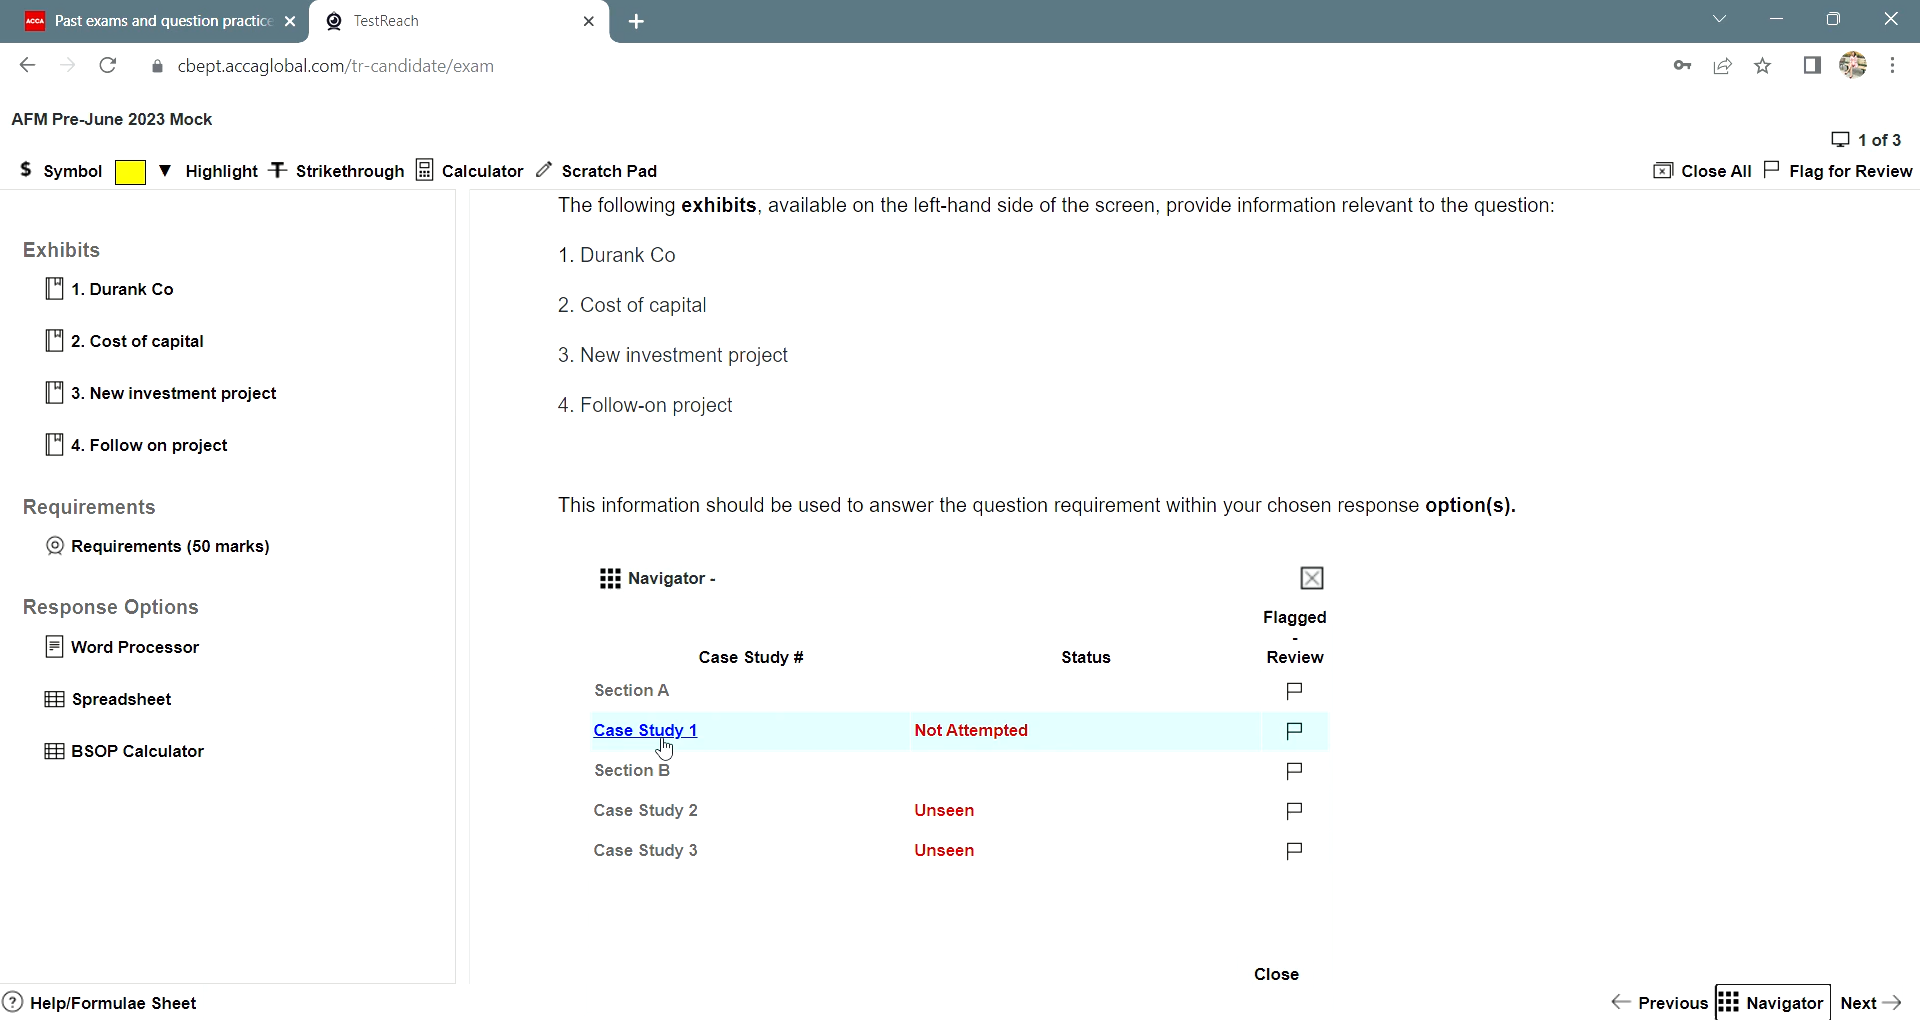 ACCA Past exams and question practice
TestReach
cbept.accaglobal.com/tr-candidate/exam
AFM Pre-June 2023 Mock
1 of 3
$ Symbol ▼ Highlight T Strikethrough Calculator Scratch Pad Close All Flag for Review
The following exhibits, available on the left-hand side of the screen, provide information relevant to the question:
Exhibits
1. Durank Co
2. Cost of capital
3. New investment project
4. Follow on project
Requirements
Requirements (50 marks)
Response Options
Word Processor
Spreadsheet
BSOP Calculator
1. Durank Co
2. Cost of capital
3. New investment project
4. Follow-on project
This information should be used to answer the question requirement within your chosen response option(s).
Navigator -
Flagged
-
Case Study # Status Review
Section A
Case Study 1 Not Attempted
Section B
Case Study 2 Unseen
Case Study 3 Unseen
Close
? Help/Formulae Sheet
Previous Navigator Next